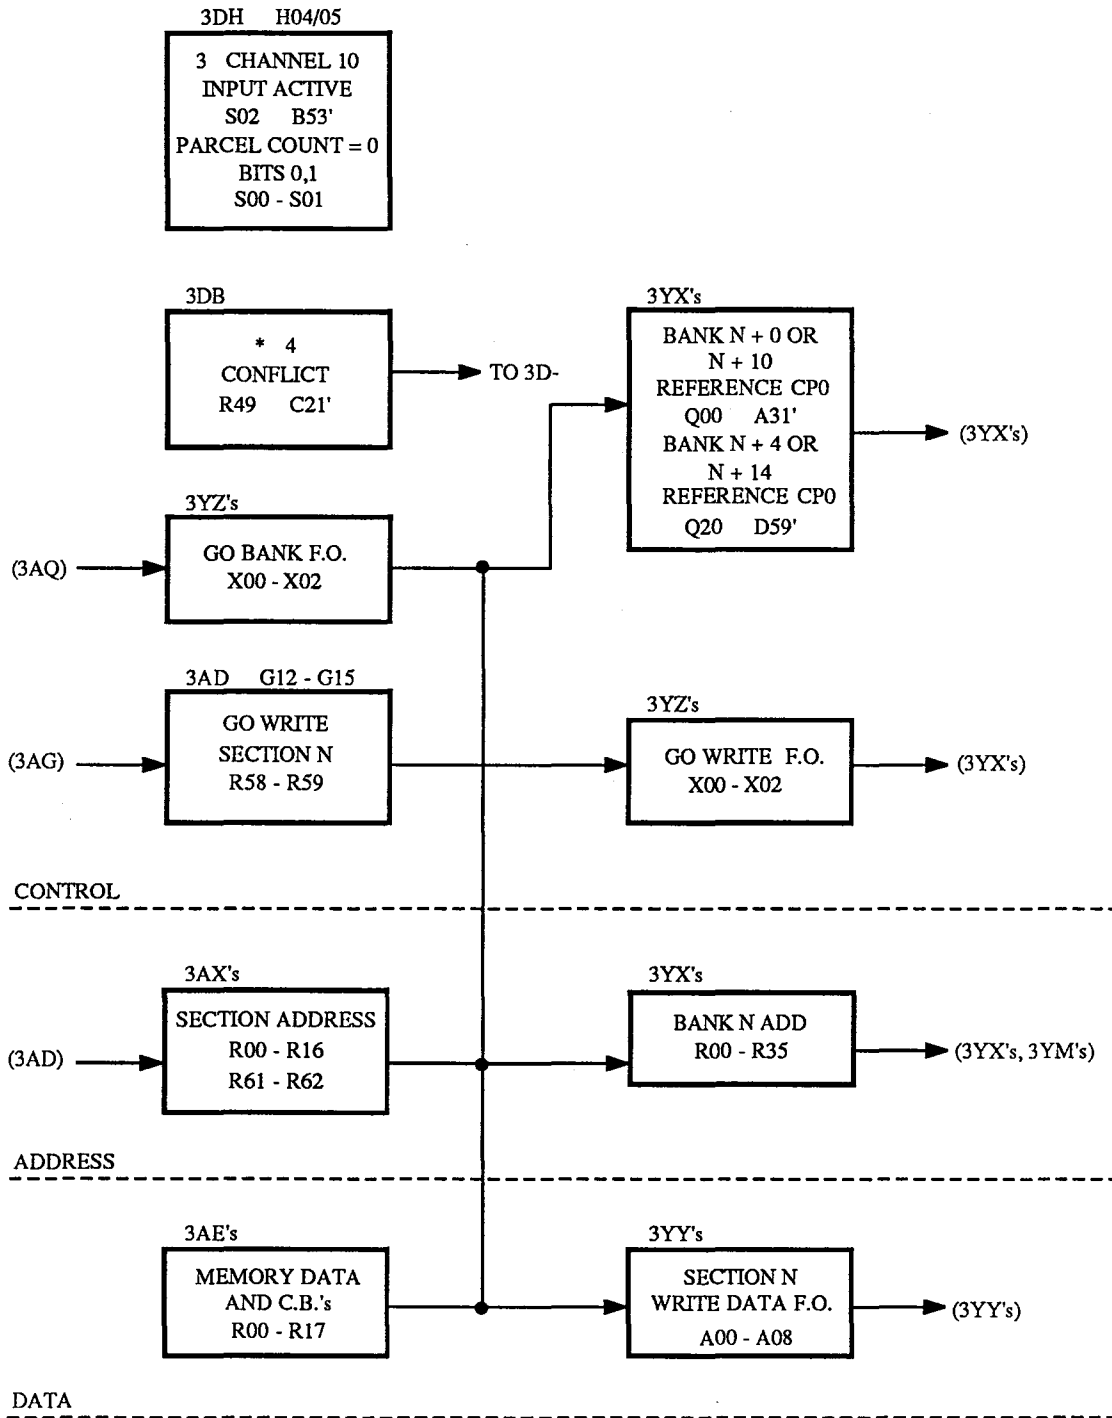 3DH H04/05
3 CHANNEL 10
INPUT ACTIVE
S02 B53'
PARCEL COUNT = 0
BITS 0,1
S00 - S01
3DB
* 4
CONFLICT
R49 C21'
TO 3D-
3YX's
BANK N + 0 OR
N + 10
REFERENCE CP0
Q00 A31'
BANK N + 4 OR
N + 14
REFERENCE CP0
Q20 D59'
(3YX's)
3YZ's
(3AQ)
GO BANK F.O.
X00 - X02
3AD G12 - G15
(3AG)
GO WRITE
SECTION N
R58 - R59
3YZ's
GO WRITE F.O.
X00 - X02
(3YX's)
CONTROL
3AX's
(3AD)
SECTION ADDRESS
R00 - R16
R61 - R62
3YX's
BANK N ADD
R00 - R35
(3YX's, 3YM's)
ADDRESS
3AE's
MEMORY DATA
AND C.B.'s
R00 - R17
3YY's
SECTION N
WRITE DATA F.O.
A00 - A08
(3YY's)
DATA